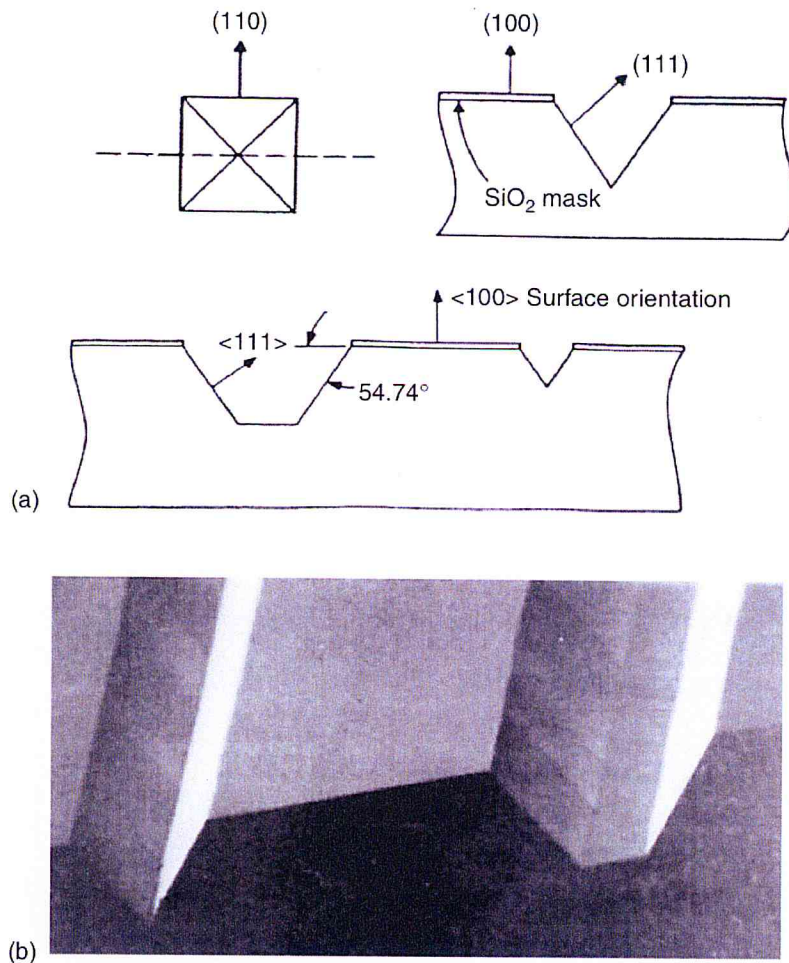 (110)
(100)
(111)
SiO₂ mask
<100> Surface orientation
<111>
54.74°
(a)
(b)